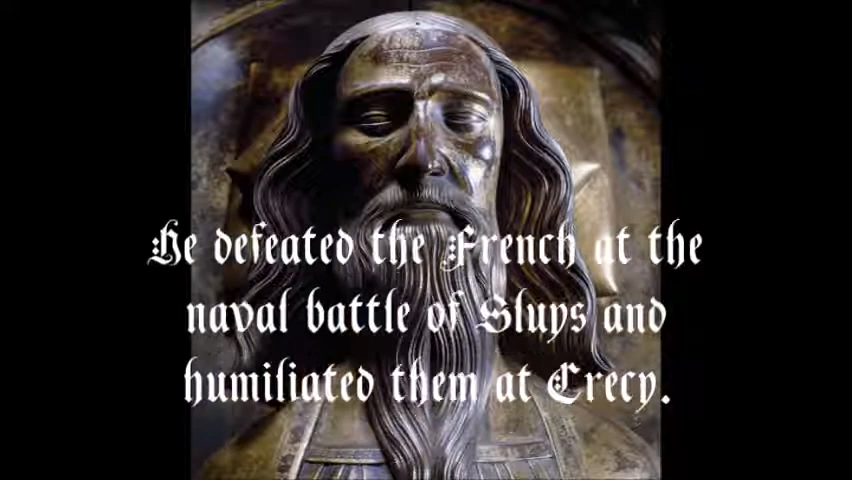 He defeated the French at the
naval battle of Sluys and
humiliated them at Crecy.